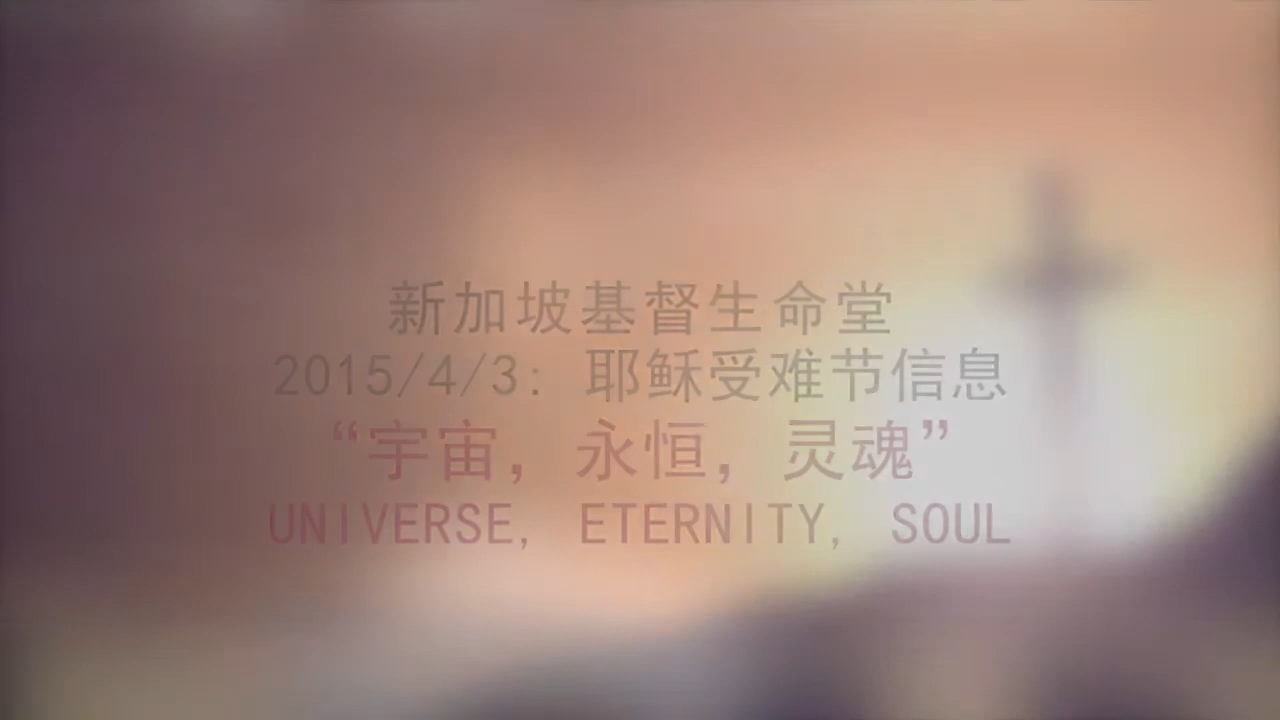 新加坡基督生命堂
2015/4/3: 耶稣受难节信息
“宇宙, 永恒, 灵魂”
UNIVERSE, ETERNITY, SOUL